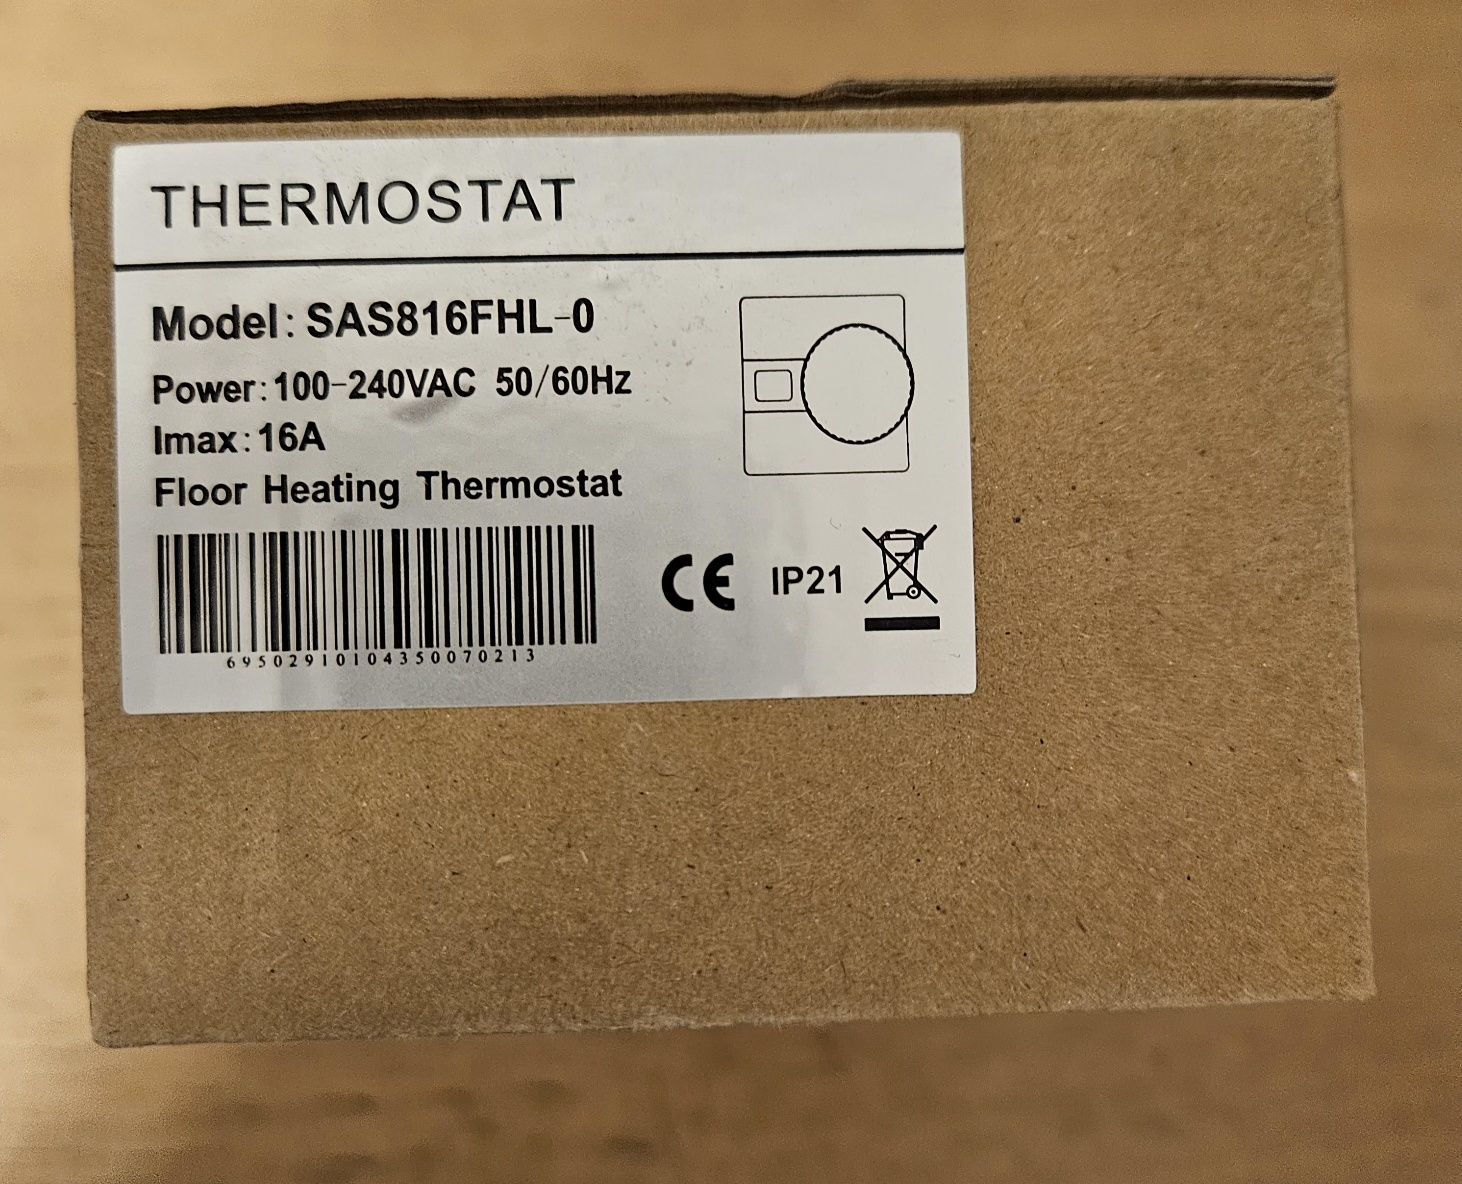 THERMOSTAT
Model: SAS816FHL-0
Power: 100-240VAC 50/60Hz
Imax: 16A
Floor Heating Thermostat
CE IP21
69502910104350070213